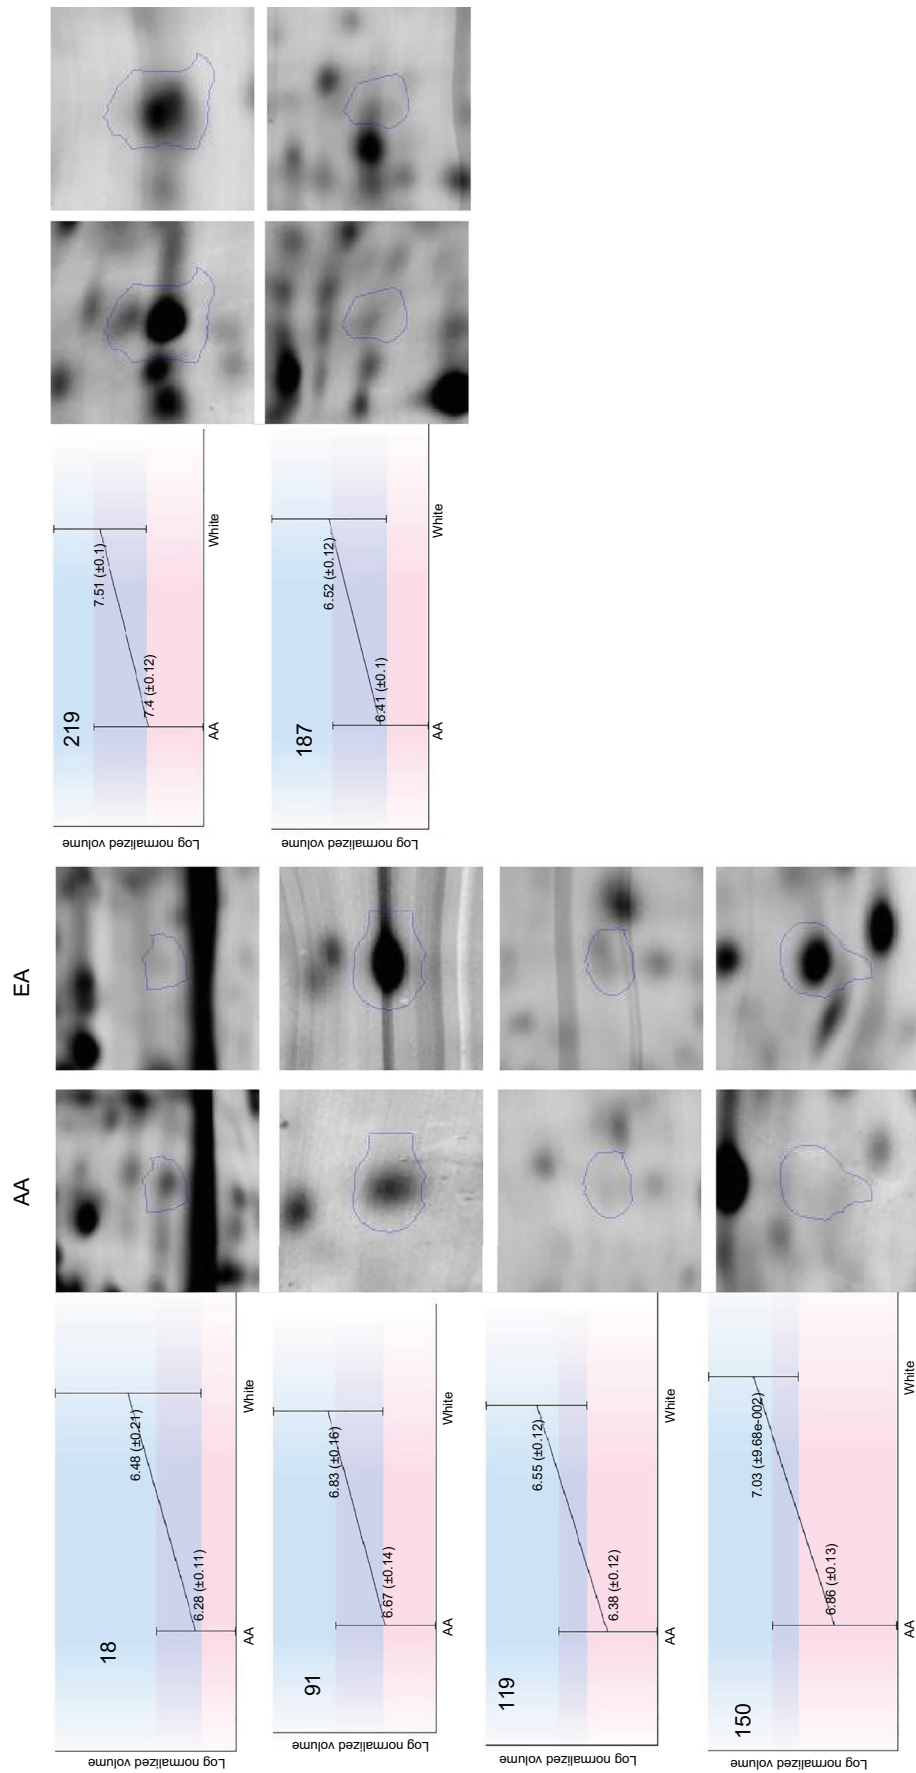 AA
EA
18
6.28 (±0.11)
6.48 (±0.21)
Log normalized volume
AA
White
91
6.67 (±0.14)
6.83 (±0.16)
Log normalized volume
AA
White
119
6.38 (±0.12)
6.55 (±0.12)
Log normalized volume
AA
White
150
6.86 (±0.13)
7.03 (±9.68e-002)
Log normalized volume
AA
White
219
7.4 (±0.12)
7.51 (±0.1)
Log normalized volume
AA
White
187
6.41 (±0.1)
6.52 (±0.12)
Log normalized volume
AA
White